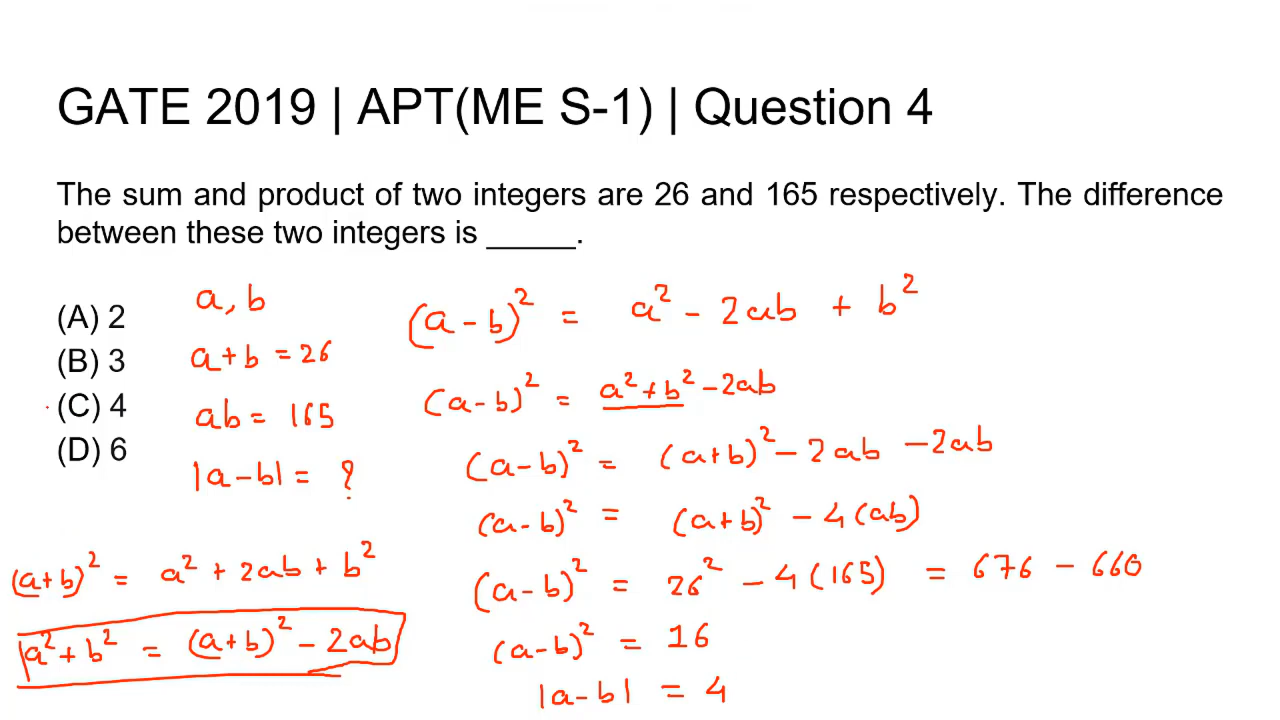 GATE 2019 | APT(ME S-1) | Question 4
The sum and product of two integers are 26 and 165 respectively. The difference
between these two integers is _____.
(A) 2
(B) 3
(C) 4
(D) 6
a, b
a + b = 26
ab = 165
|a - b| = ?
(a+b)² = a² + 2ab + b²
a² + b² = (a+b)² - 2ab
(a - b)² = a² - 2ab + b²
(a - b)² = a² + b² - 2ab
(a - b)² = (a+b)² - 2ab - 2ab
(a - b)² = (a+b)² - 4(ab)
(a - b)² = 26² - 4(165) = 676 - 660
(a - b)² = 16
|a - b| = 4